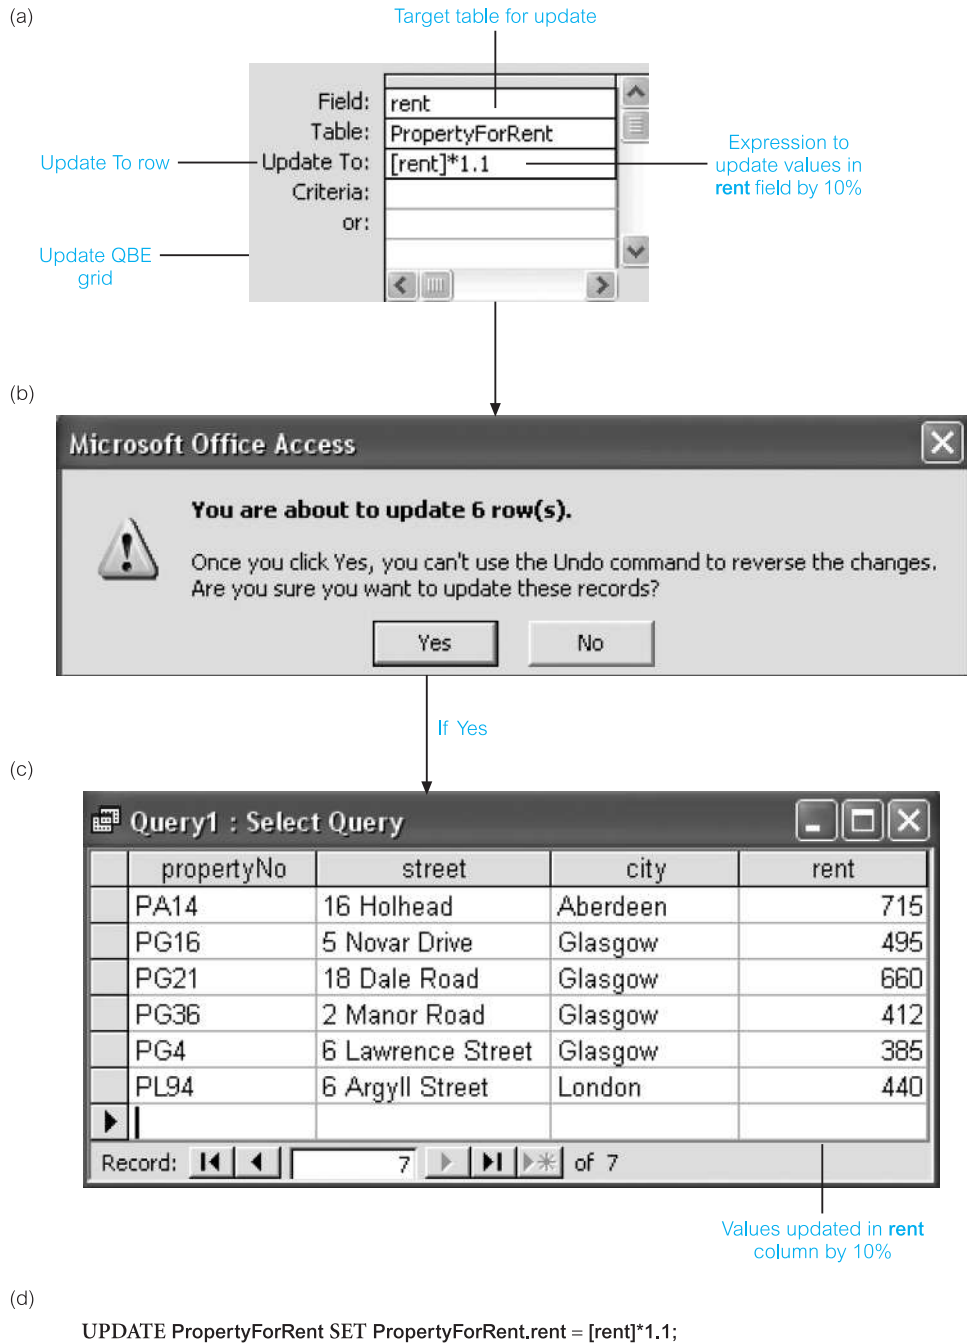 (a)
Target table for update
Field: rent
Table: PropertyForRent
Update To row
Update To: [rent]*1.1
Expression to
update values in
rent field by 10%
Criteria:
or:
Update QBE
grid
(b)
Microsoft Office Access
You are about to update 6 row(s).
Once you click Yes, you can't use the Undo command to reverse the changes.
Are you sure you want to update these records?
Yes No
If Yes
(c)
Query1 : Select Query
propertyNo street city rent
PA14 16 Holhead Aberdeen 715
PG16 5 Novar Drive Glasgow 495
PG21 18 Dale Road Glasgow 660
PG36 2 Manor Road Glasgow 412
PG4 6 Lawrence Street Glasgow 385
PL94 6 Argyll Street London 440
Record: 7 of 7
Values updated in rent
column by 10%
(d)
UPDATE PropertyForRent SET PropertyForRent.rent = [rent]*1.1;